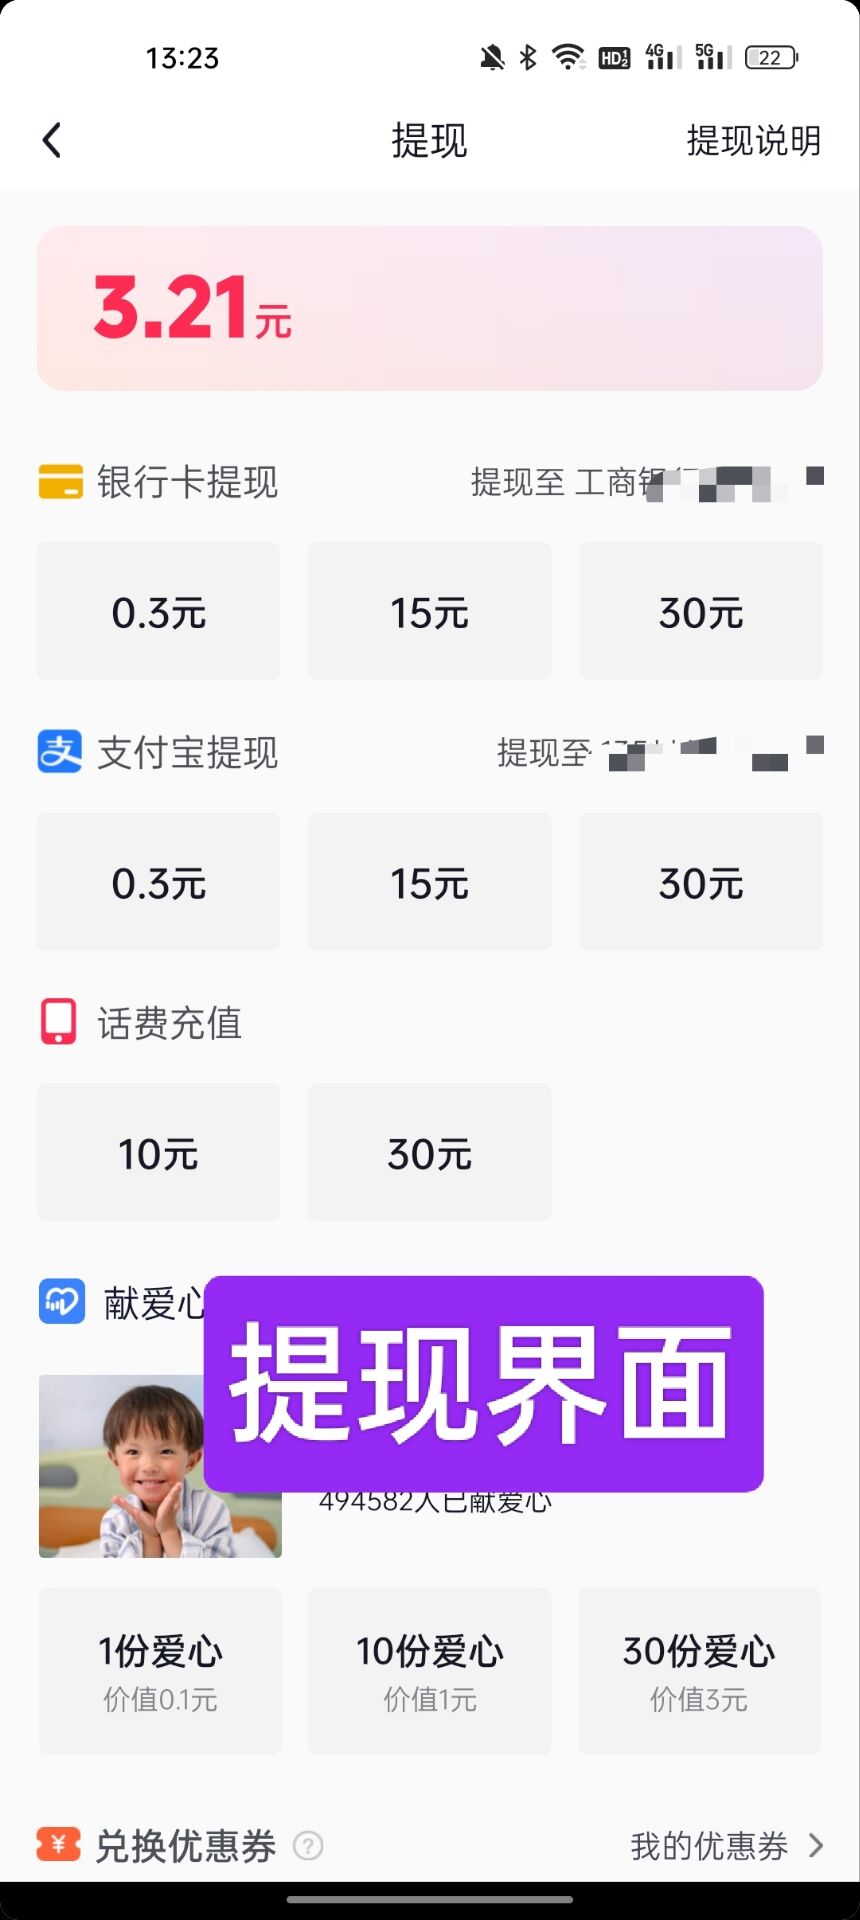 13:23
HD 1 2 4G 5G 22
提现
提现说明
3.21元
银行卡提现
提现至 工商银行
0.3元
15元
30元
支付宝提现
提现至
0.3元
15元
30元
话费充值
10元
30元
献爱心
提现界面
494582人已献爱心
1份爱心
价值0.1元
10份爱心
价值1元
30份爱心
价值3元
¥ 兑换优惠券 ?
我的优惠券